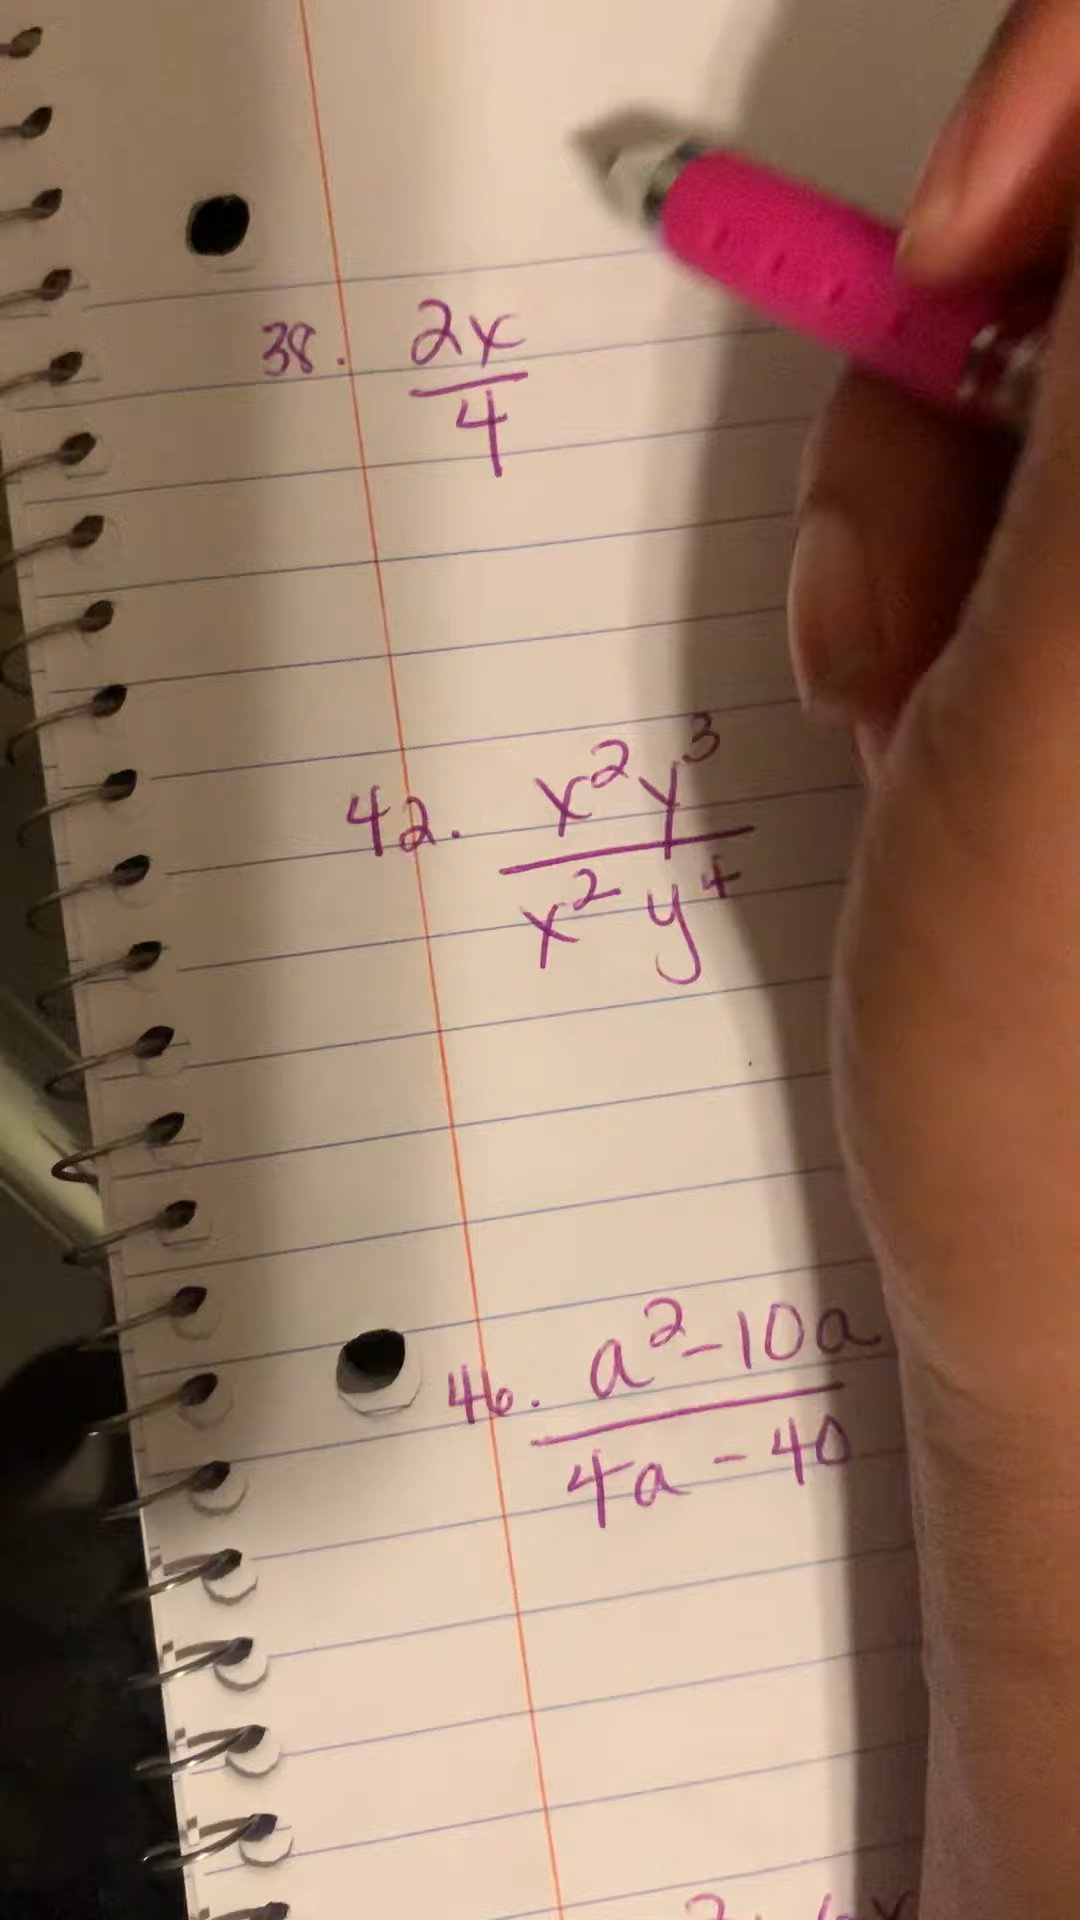 38. 2x
4
42. x²y³
x²y⁴
46. a²-10a
4a-40